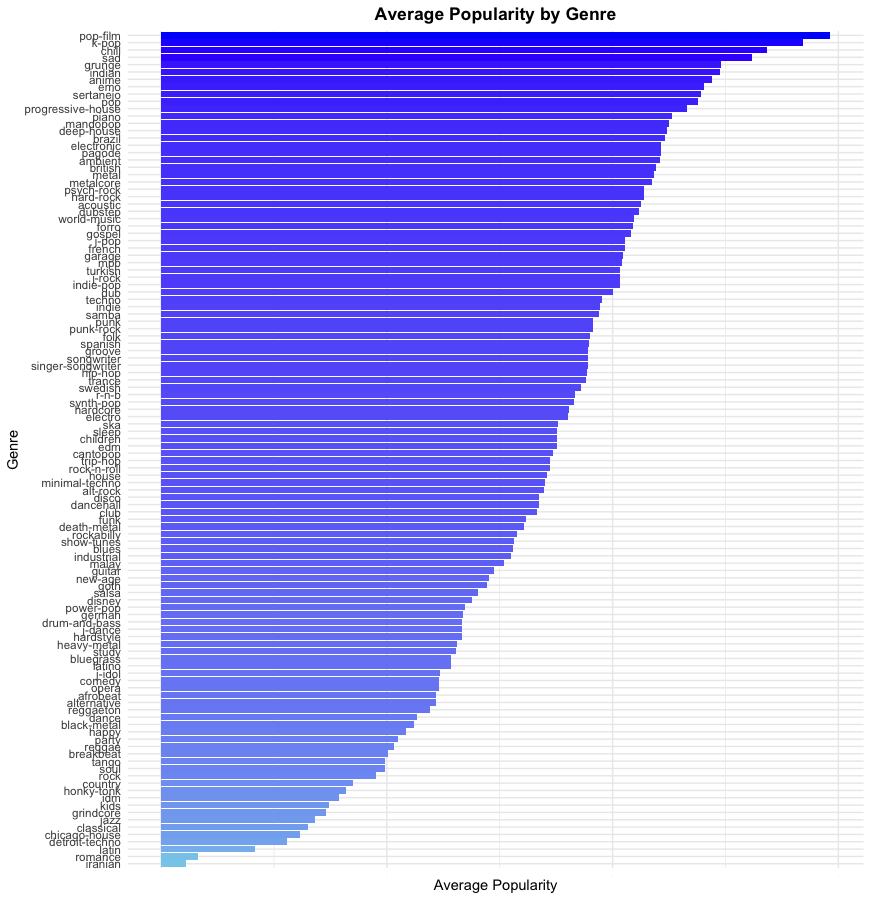 Average Popularity by Genre
pop-film
k-pop
chill
sad
grunge
indian
anime
emo
sertanejo
pop
progressive-house
piano
mandopop
deep-house
brazil
electronic
pagode
ambient
british
metal
metalcore
psych-rock
hard-rock
acoustic
dubstep
world-music
forro
gospel
j-pop
french
garage
mpb
turkish
j-rock
indie-pop
dub
techno
indie
samba
punk
punk-rock
folk
spanish
groove
songwriter
singer-songwriter
hip-hop
trance
swedish
r-n-b
synth-pop
hardcore
electro
ska
sleep
children
edm
cantopop
trip-hop
rock-n-roll
house
minimal-techno
alt-rock
disco
dancehall
club
funk
death-metal
rockabilly
show-tunes
blues
industrial
malay
guitar
new-age
goth
salsa
disney
power-pop
german
drum-and-bass
j-dance
hardstyle
heavy-metal
study
bluegrass
latino
j-idol
comedy
opera
afrobeat
alternative
reggaeton
dance
black-metal
happy
party
reggae
breakbeat
tango
soul
rock
country
honky-tonk
idm
kids
grindcore
jazz
classical
chicago-house
detroit-techno
latin
romance
iranian
Genre
Average Popularity